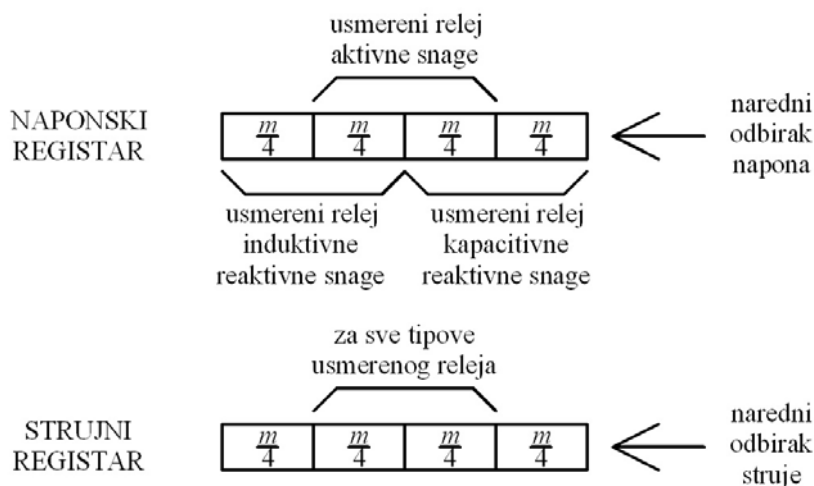 usmereni relej
aktivne snage
NAPONSKI
REGISTAR
m/4 m/4 m/4 m/4
naredni
odbirak
napona
usmereni relej
induktivne
reaktivne snage
usmereni relej
kapacitivne
reaktivne snage
za sve tipove
usmerenog releja
STRUJNI
REGISTAR
m/4 m/4 m/4 m/4
naredni
odbirak
struje